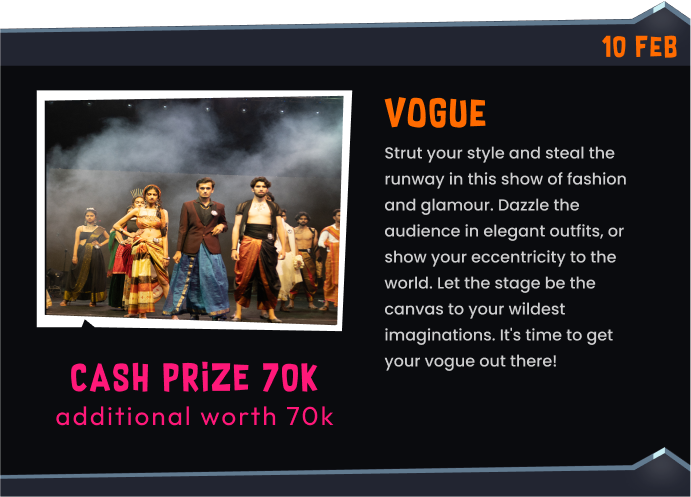 10 FEB
VOGUE
Strut your style and steal the
runway in this show of fashion
and glamour. Dazzle the
audience in elegant outfits, or
show your eccentricity to the
world. Let the stage be the
canvas to your wildest
imaginations. It's time to get
your vogue out there!
CASH PRiZE 70K
additional worth 70k